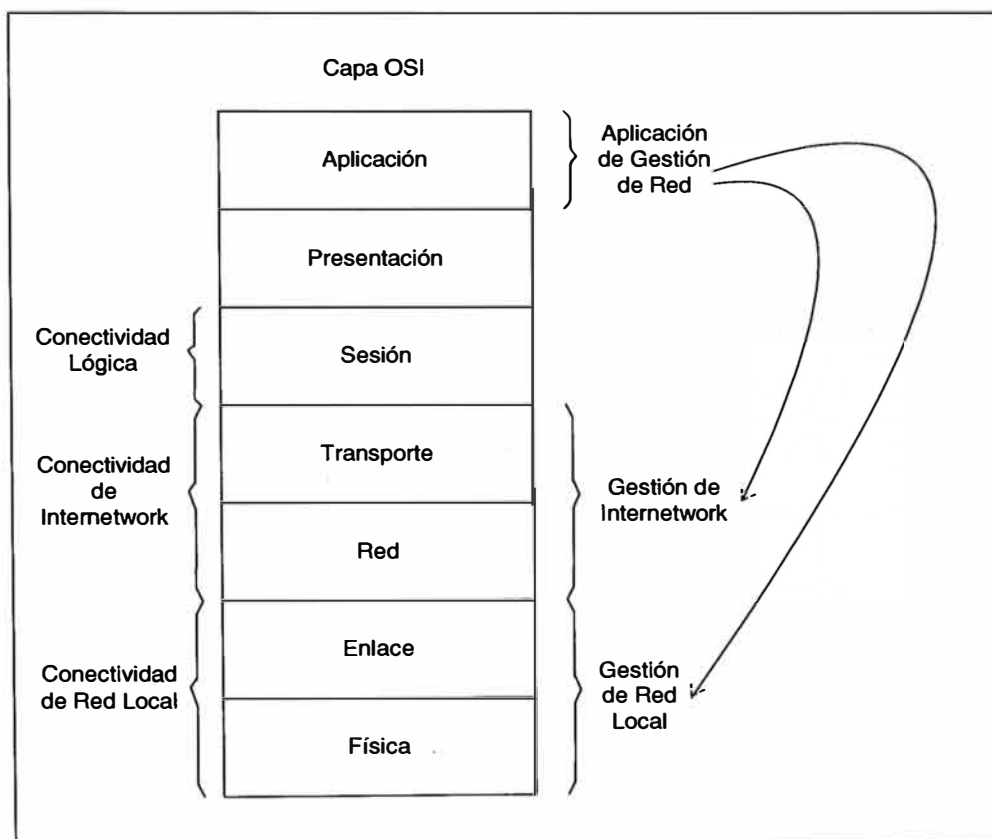 Capa OSI
Aplicación
Presentación
Sesión
Transporte
Red
Enlace
Física
Conectividad
Lógica
Conectividad
de
Internetwork
Conectividad
de Red Local
Aplicación
de Gestión
de Red
Gestión de
Internetwork
Gestión
de Red
Local